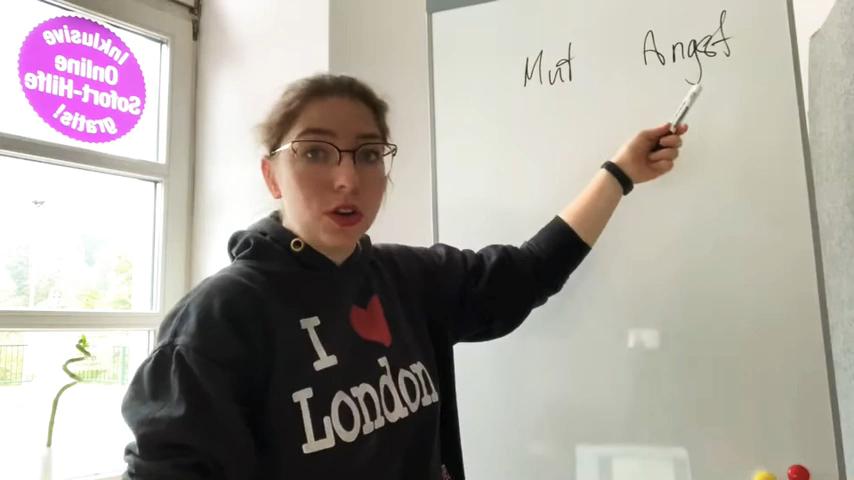 Inklusive
Online
Sofort-Hilfe
gratis!
Mut Angst
I
London